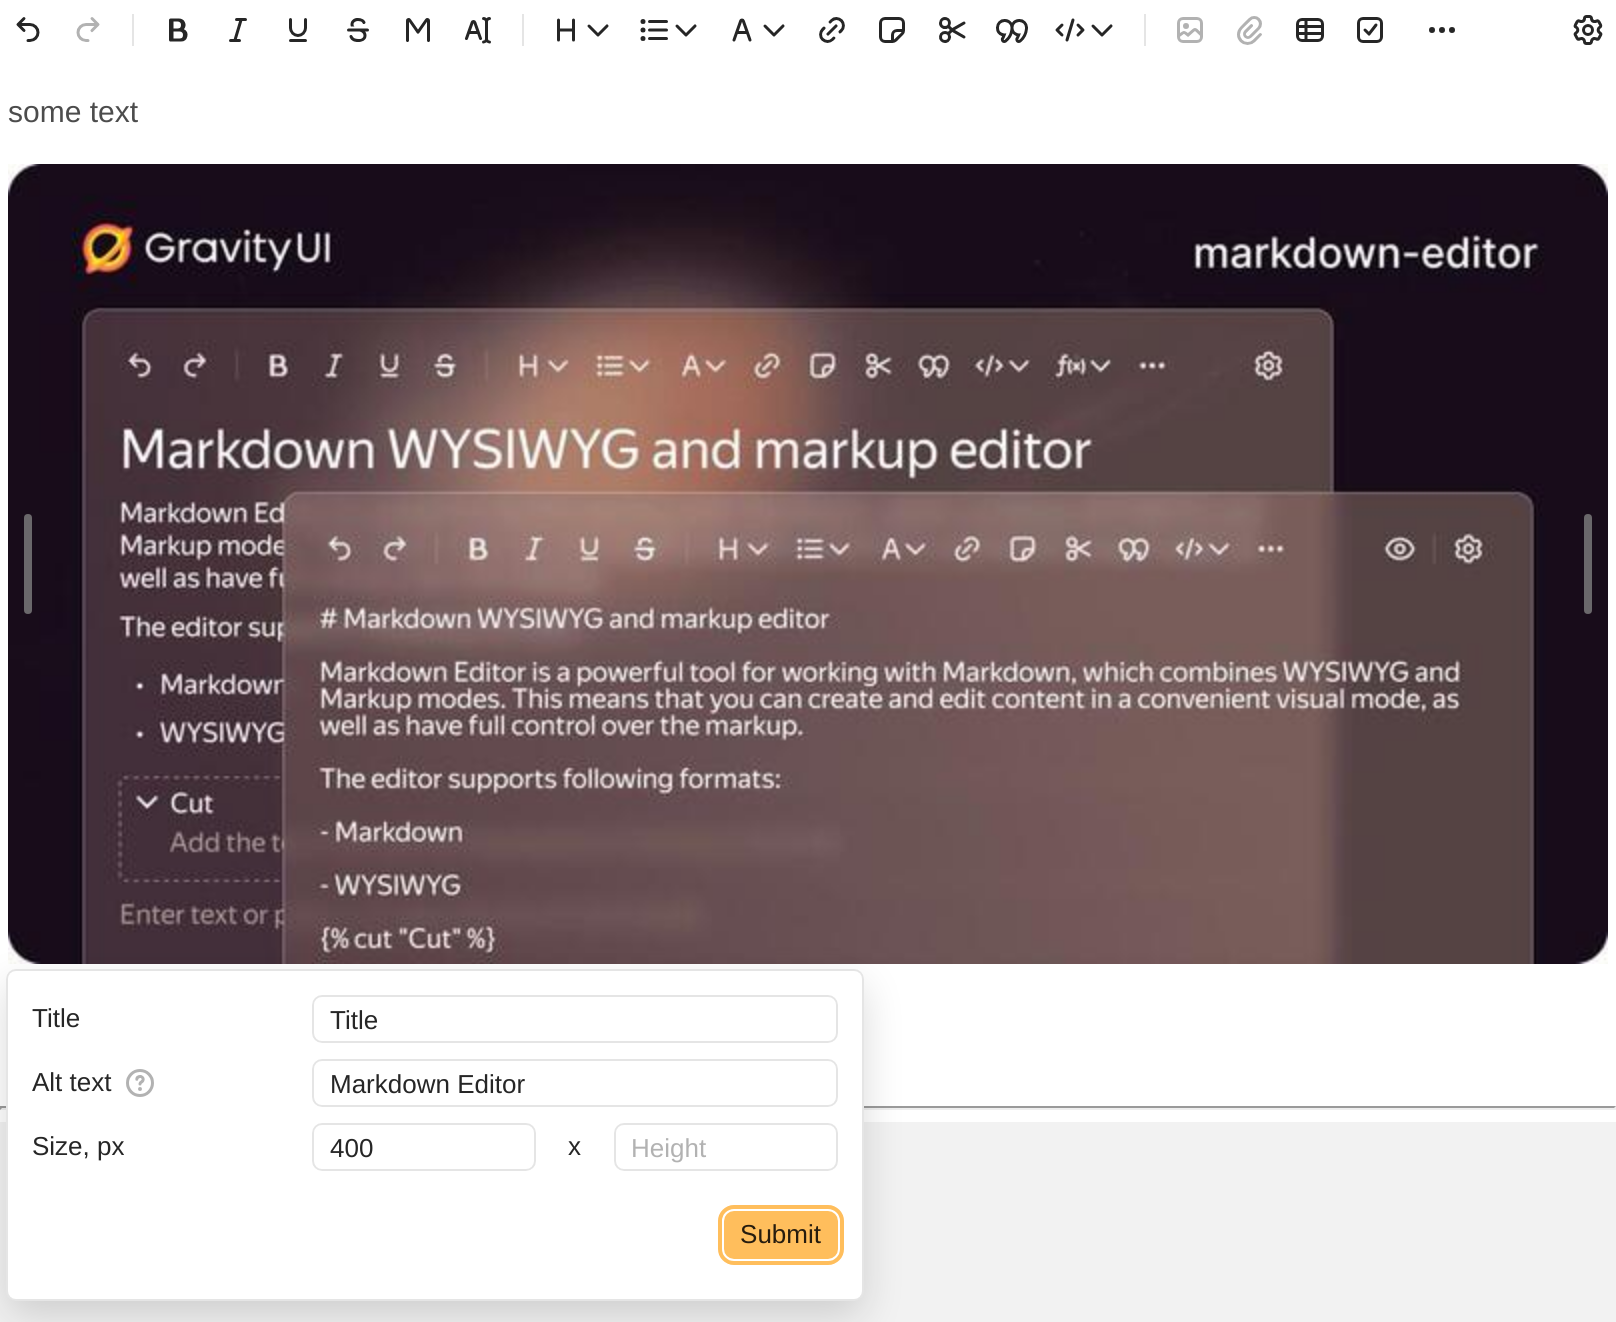 B I U S M AI H A </>
some text
GravityUI
markdown-editor
B I U S H A </> f(x)
Markdown WYSIWYG and markup editor
Markdown Ed
Markup mode
well as have fu
The editor sup
• Markdown
• WYSIWYG
Cut
Add the te
Enter text or p
B I U S H A </>
# Markdown WYSIWYG and markup editor
Markdown Editor is a powerful tool for working with Markdown, which combines WYSIWYG and
Markup modes. This means that you can create and edit content in a convenient visual mode, as
well as have full control over the markup.
The editor supports following formats:
- Markdown
- WYSIWYG
{% cut "Cut" %}
Title Title
Alt text ? Markdown Editor
Size, px 400 x Height
Submit